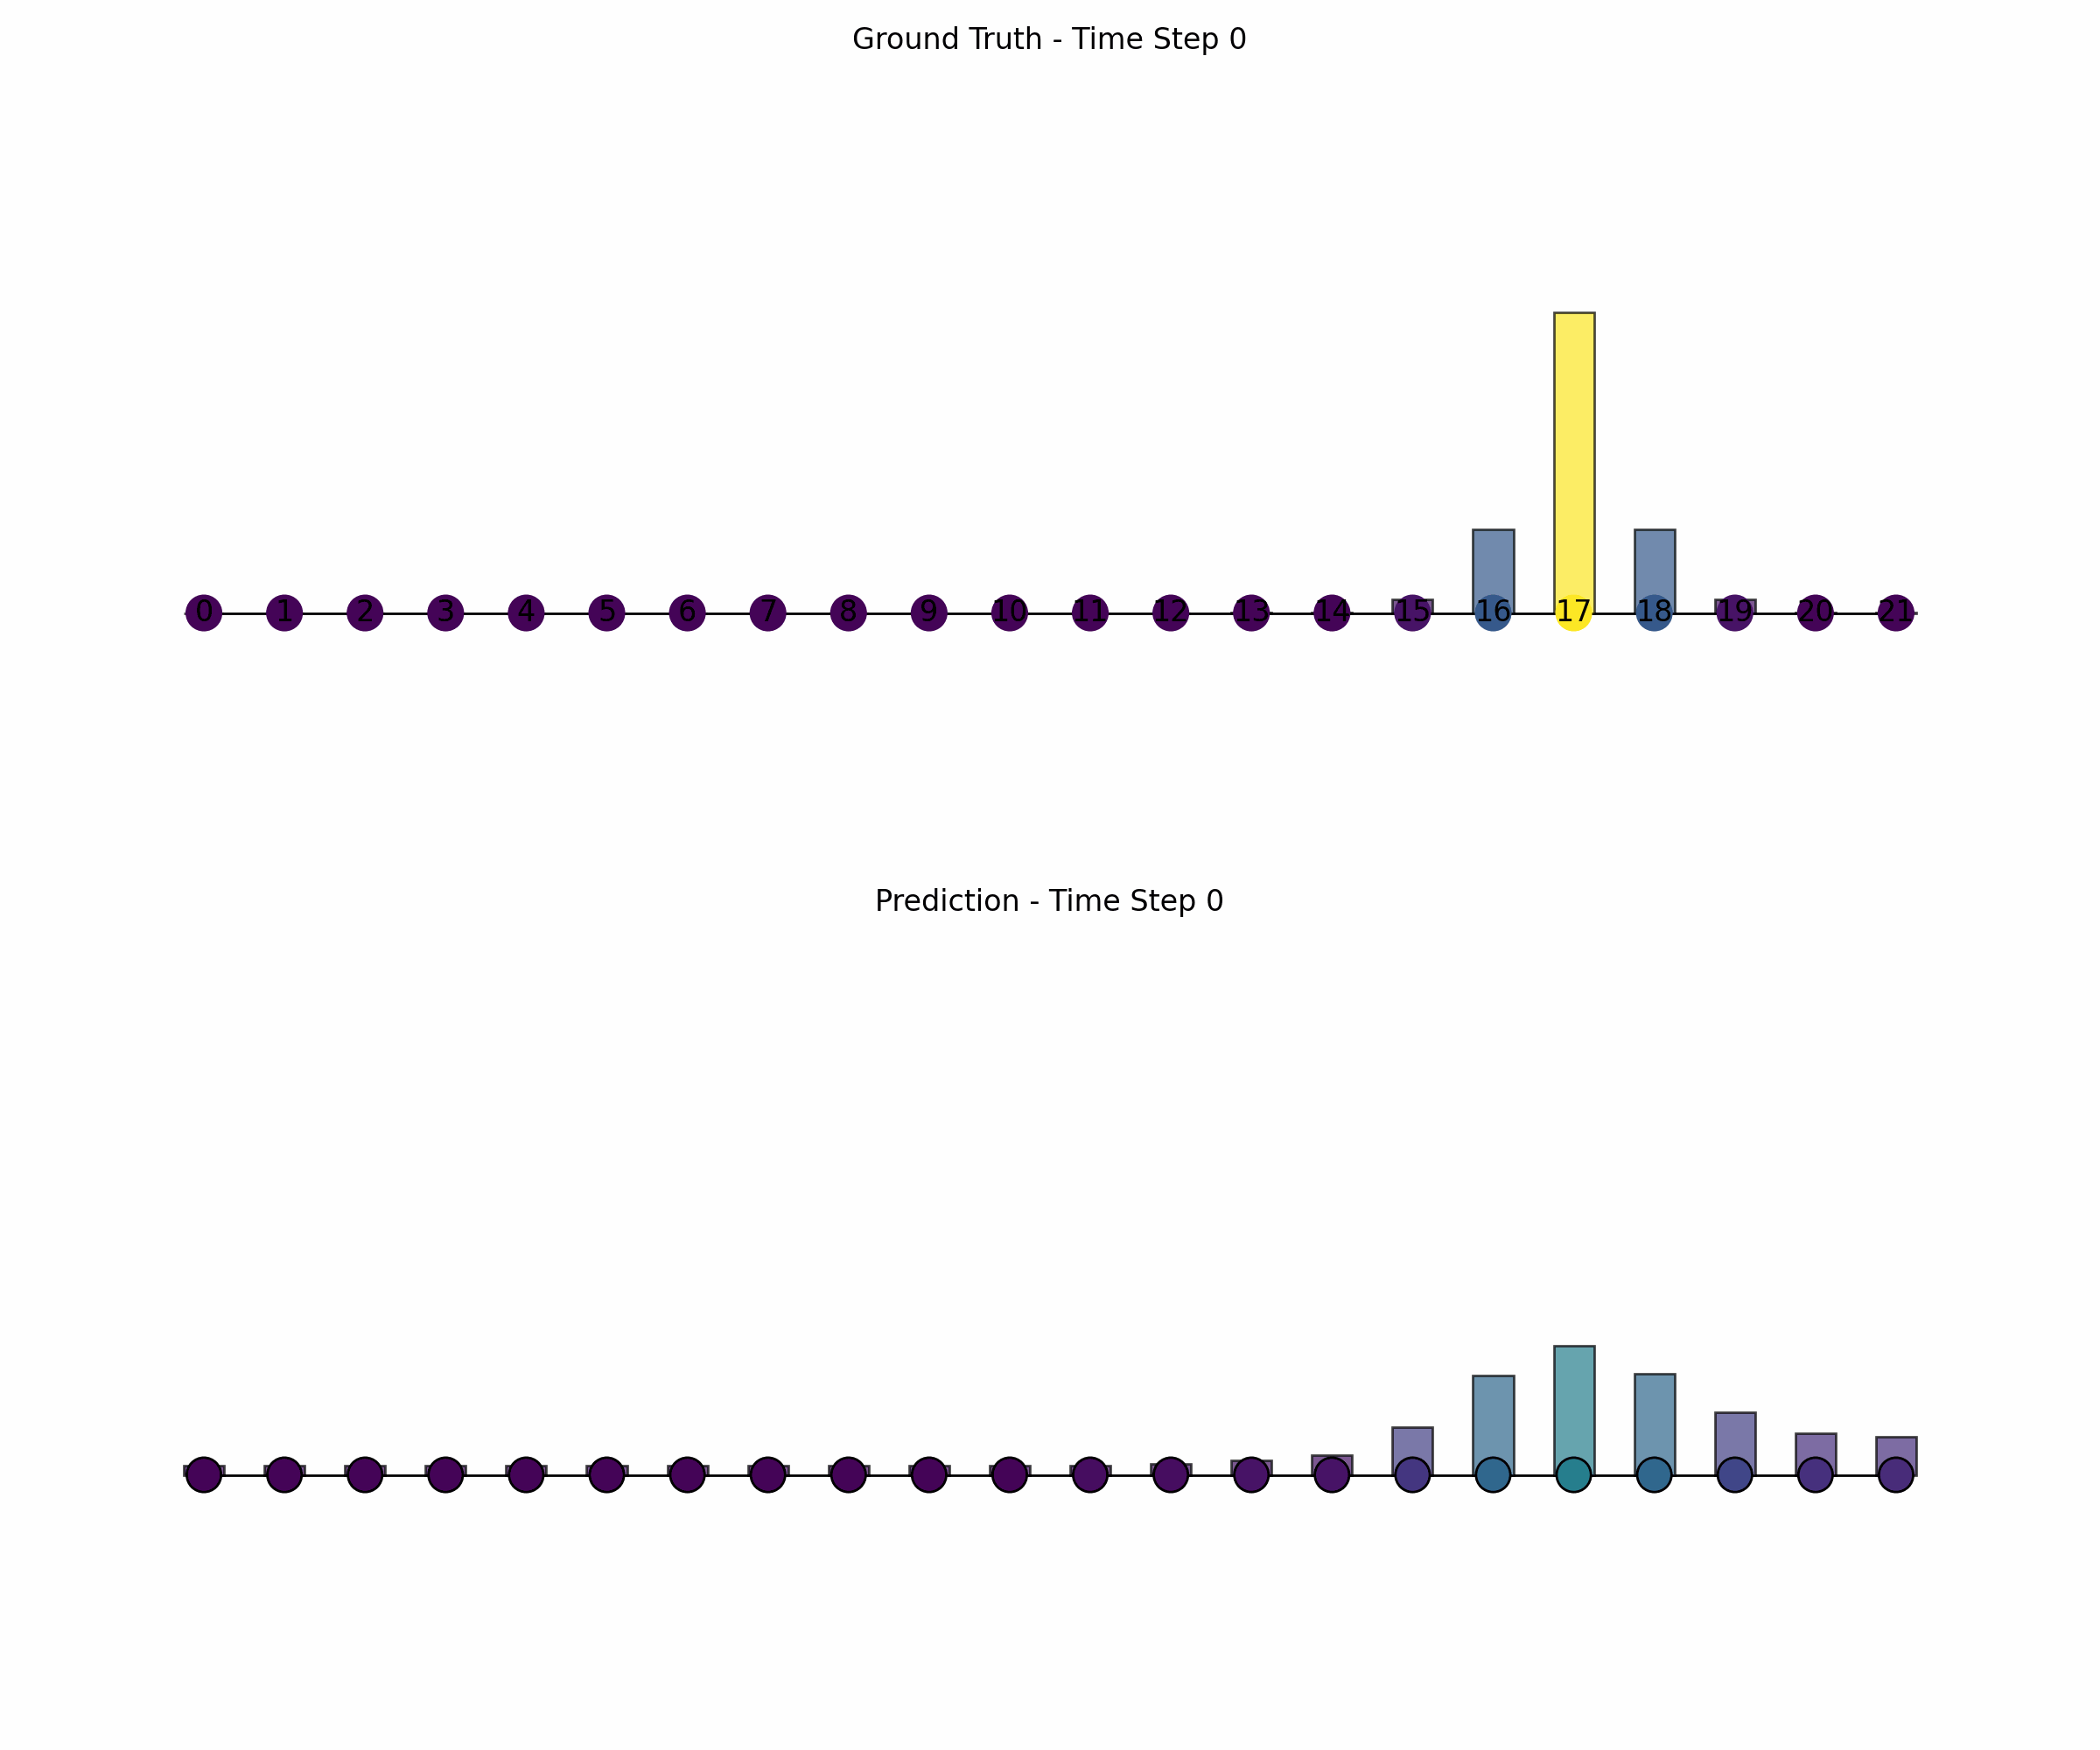 Ground Truth - Time Step 0
0 1 2 3 4 5 6 7 8 9 10 11 12 13 14 15 16 17 18 19 20 21
Prediction - Time Step 0